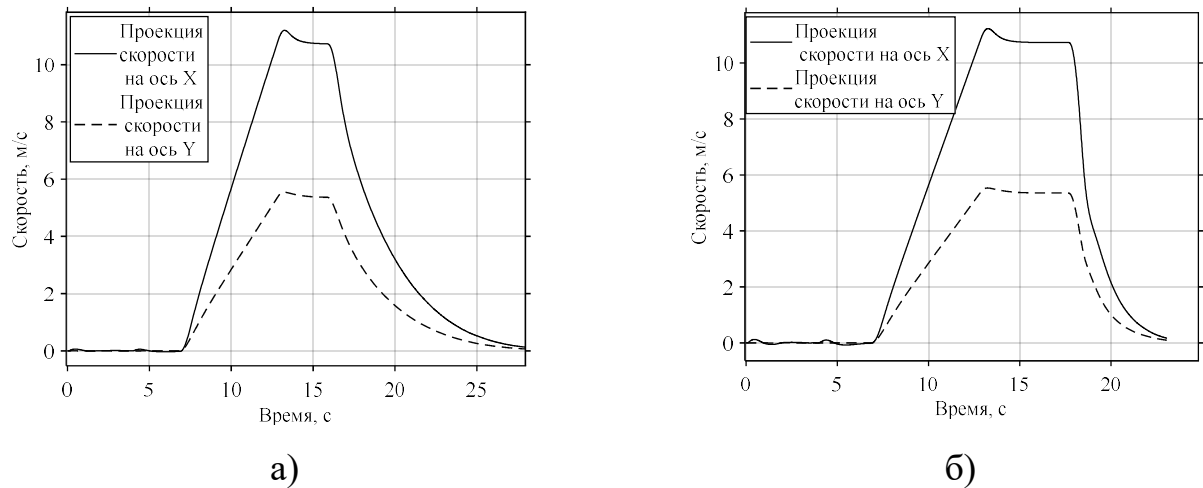 Проекция
скорости
на ось X
Проекция
скорости
на ось Y
Скорость, м/с
10
8
6
4
2
0
0
5
10
15
20
25
Время, с
а)
Проекция
скорости на ось X
Проекция
скорости на ось Y
Скорость, м/с
10
8
6
4
2
0
0
5
10
15
20
Время, с
б)